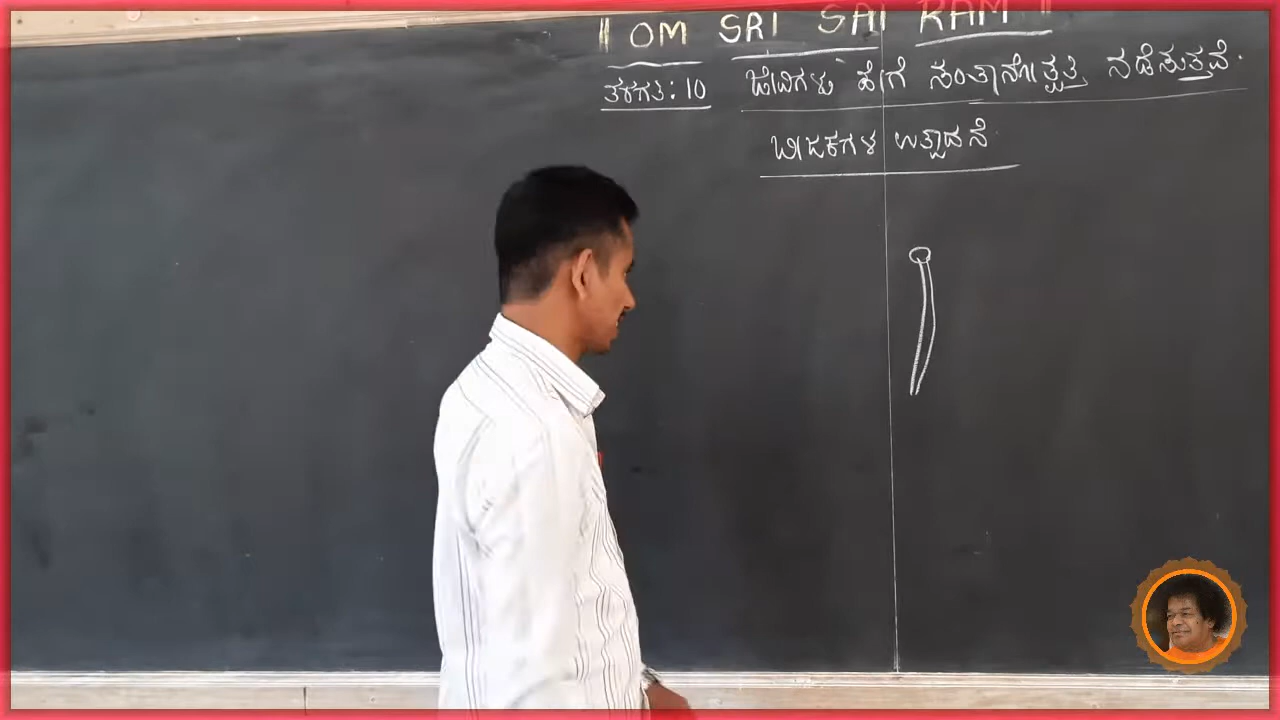 ॥ OM SRI SAI RAM ॥
ತರಗತಿ: 10 ಜೀವಿಗಳು ಹೇಗೆ ಸಂತಾನೋತ್ಪತ್ತಿ ನಡೆಸುತ್ತವೆ.
ಬೀಜಕಗಳ ಉತ್ಪಾದನೆ